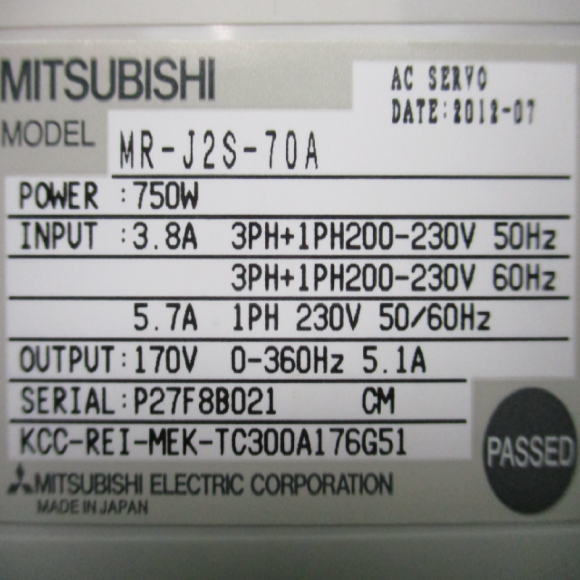 MITSUBISHI
AC SERVO
DATE:2012-07
MODEL MR-J2S-70A
POWER :750W
INPUT :3.8A 3PH+1PH200-230V 50Hz
3PH+1PH200-230V 60Hz
5.7A 1PH 230V 50/60Hz
OUTPUT:170V 0-360Hz 5.1A
SERIAL:P27F8B021 CM
KCC-REI-MEK-TC300A176G51
PASSED
MITSUBISHI ELECTRIC CORPORATION
MADE IN JAPAN